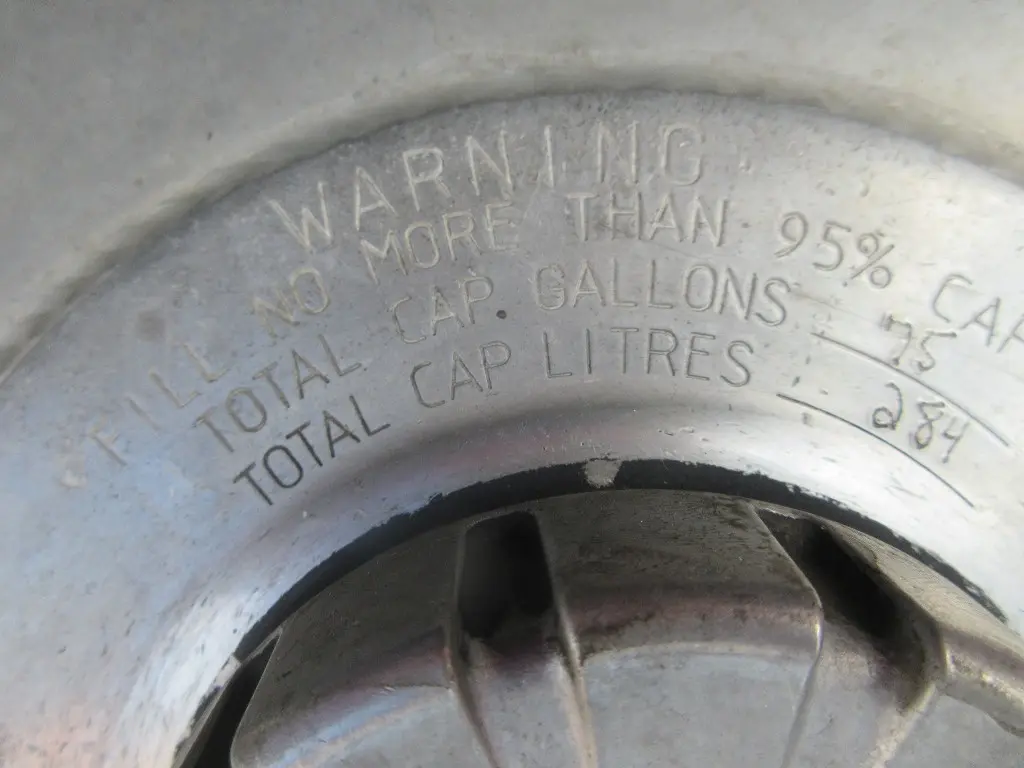 WARNING
FILL NO MORE THAN 95% CAP
TOTAL CAP. GALLONS 75
TOTAL CAP LITRES 284